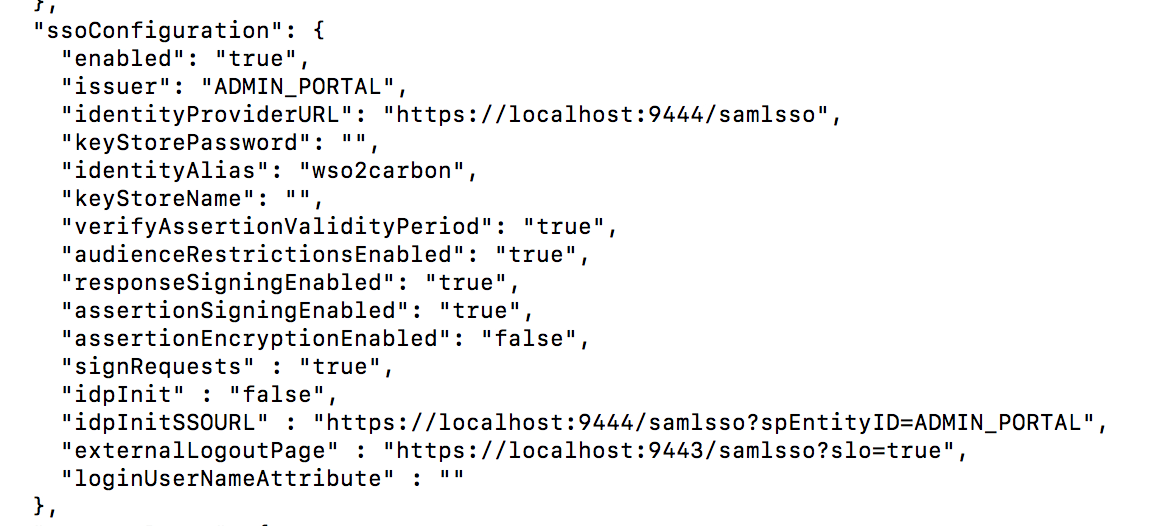 },
"ssoConfiguration": {
"enabled": "true",
"issuer": "ADMIN_PORTAL",
"identityProviderURL": "https://localhost:9444/samlsso",
"keyStorePassword": "",
"identityAlias": "wso2carbon",
"keyStoreName": "",
"verifyAssertionValidityPeriod": "true",
"audienceRestrictionsEnabled": "true",
"responseSigningEnabled": "true",
"assertionSigningEnabled": "true",
"assertionEncryptionEnabled": "false",
"signRequests" : "true",
"idpInit" : "false",
"idpInitSSOURL" : "https://localhost:9444/samlsso?spEntityID=ADMIN_PORTAL",
"externalLogoutPage" : "https://localhost:9443/samlsso?slo=true",
"loginUserNameAttribute" : ""
},